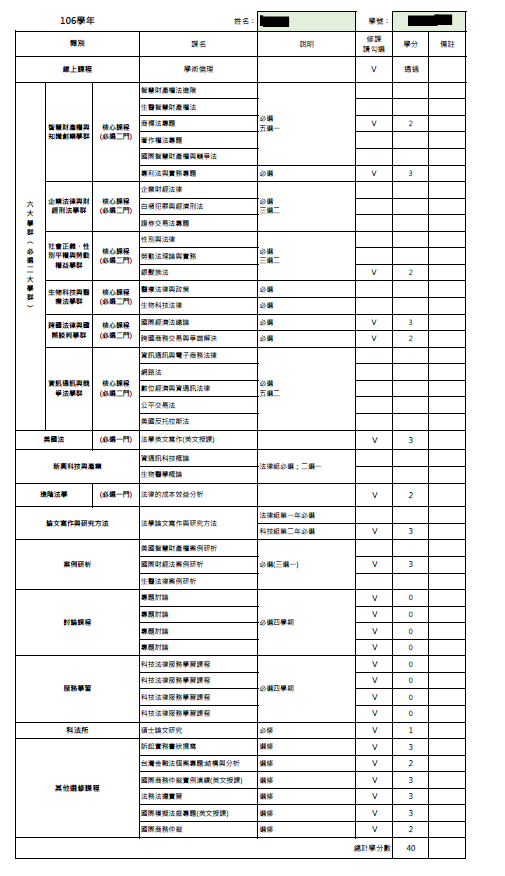 106學年 姓名： 學號：
類別 課名 說明 修課請勾選 學分 備註
線上課程 學術倫理 V 通過
六大學群（必選二大學群）
智慧財產權與知識創業學群 核心課程(必選二門)
智慧財產權法進階
生醫智慧財產權法
商標法專題 V 2
著作權法專題
國際智慧財產權與競爭法
必選五選一
專利法與實務專題 必選 V 3
企業法律與財經刑法學群 核心課程(必選二門)
企業財經法律
白領犯罪與經濟刑法
證券交易法專題
必選三選二
社會正義、性別平權與勞動權益學群 核心課程(必選二門)
性別與法律
勞動法理論與實務
銀髮族法 V 2
必選三選二
生物科技與醫療法學群 核心課程(必選二門)
醫療法律與政策 必選
生物科技法律 必選
跨國法律與國際談判學群 核心課程(必選二門)
國際經濟法總論 必選 V 3
跨國商務交易與爭端解決 必選 V 2
資訊通訊與競爭法學群 核心課程(必選二門)
資訊通訊與電子商務法律
網路法
數位經濟與資通訊法律
公平交易法
美國反托拉斯法
必選五選二
美國法 (必選一門) 法學英文寫作(英文授課) V 3
新興科技與產業
資通訊科技概論
生物醫學概論
法律組必選；二選一
進階法學 (必選一門) 法律的成本效益分析 V 2
論文寫作與研究方法 法學論文寫作與研究方法
法律組第一年必選
科技組第二年必選 V 3
案例研析
美國智慧財產權案例研析
國際財經法案例研析 必選(三選一) V 3
生醫法律案例研析
討論課程
專題討論 V 0
專題討論 V 0
專題討論 V 0
專題討論 V 0
必選四學期
服務學習
科技法律服務學習課程 V 0
科技法律服務學習課程 V 0
科技法律服務學習課程 V 0
科技法律服務學習課程 V 0
必選四學期
科法所 碩士論文研究 必修 V 1
其他選修課程
訴訟實務書狀撰寫 選修 V 3
台灣金融法個案專題:結構與分析 選修 V 2
國際商務仲裁實例演練(英文授課) 選修 V 3
法務法遵實習 選修 V 3
國際模擬法庭專題(英文授課) 選修 V 3
國際商務仲裁 選修 V 2
總計學分數 40